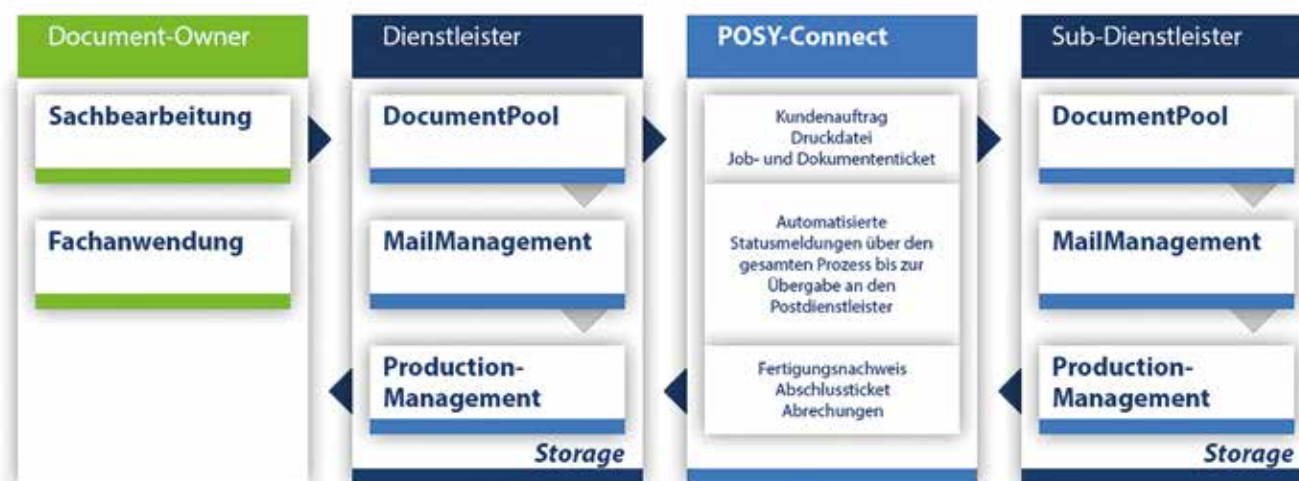 Document-Owner
Sachbearbeitung
Fachanwendung
Dienstleister
DocumentPool
MailManagement
Production-
Management
Storage
POSY-Connect
Kundenauftrag
Druckdatei
Job- und Dokumententicket
Automatisierte
Statusmeldungen über den
gesamten Prozess bis zur
Übergabe an den
Postdienstleister
Fertigungsnachweis
Abschlussticket
Abrechungen
Sub-Dienstleister
DocumentPool
MailManagement
Production-
Management
Storage